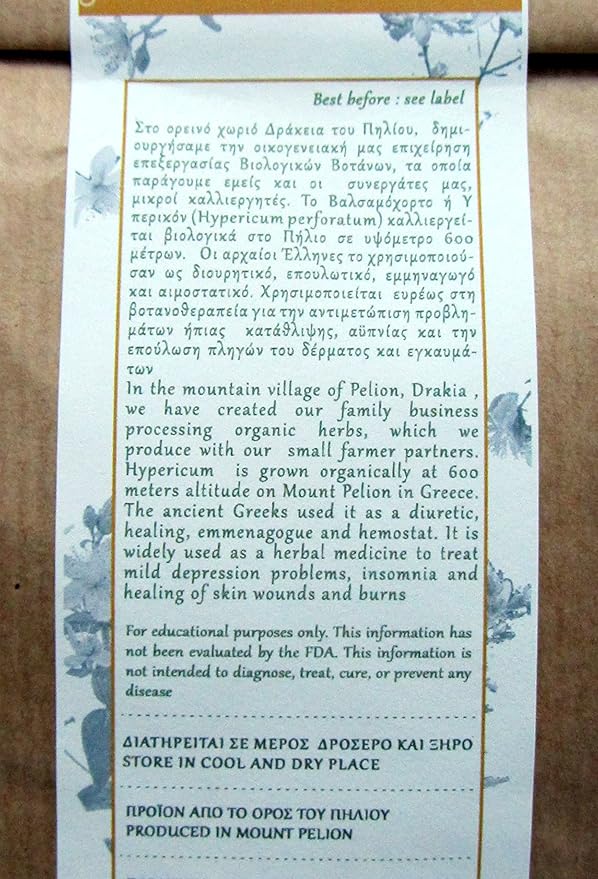 Best before : see label
Στο ορεινό χωριό Δράκεια του Πηλίου, δημι-
ουργήσαμε την οικογενειακή μας επιχείρηση
επεξεργασίας Βιολογικών Βοτάνων, τα οποία
παράγουμε εμείς και οι συνεργάτες μας,
μικροί καλλιεργητές. Το Βαλσαμόχορτο ή Υ
περικόν (Hypericum perforatum) καλλιεργεί-
ται βιολογικά στο Πήλιο σε υψόμετρο 600
μέτρων. Οι αρχαίοι Έλληνες το χρησιμοποιού-
σαν ως διουρητικό, επουλωτικό, εμμηναγωγό
και αιμοστατικό. Χρησιμοποιείται ευρέως στη
βοτανοθεραπεία για την αντιμετώπιση προβλη-
μάτων ήπιας κατάθλιψης, αϋπνίας και την
επούλωση πληγών του δέρματος και εγκαυμά-
των
In the mountain village of Pelion, Drakia ,
we have created our family business
processing organic herbs, which we
produce with our small farmer partners.
Hypericum is grown organically at 600
meters altitude on Mount Pelion in Greece.
The ancient Greeks used it as a diuretic,
healing, emmenagogue and hemostat. It is
widely used as a herbal medicine to treat
mild depression problems, insomnia and
healing of skin wounds and burns
For educational purposes only. This information has
not been evaluated by the FDA. This information is
not intended to diagnose, treat, cure, or prevent any
disease
ΔΙΑΤΗΡΕΙΤΑΙ ΣΕ ΜΕΡΟΣ ΔΡΟΣΕΡΟ ΚΑΙ ΞΗΡΟ
STORE IN COOL AND DRY PLACE
ΠΡΟΪΟΝ ΑΠΟ ΤΟ ΟΡΟΣ ΤΟΥ ΠΗΛΙΟΥ
PRODUCED IN MOUNT PELION